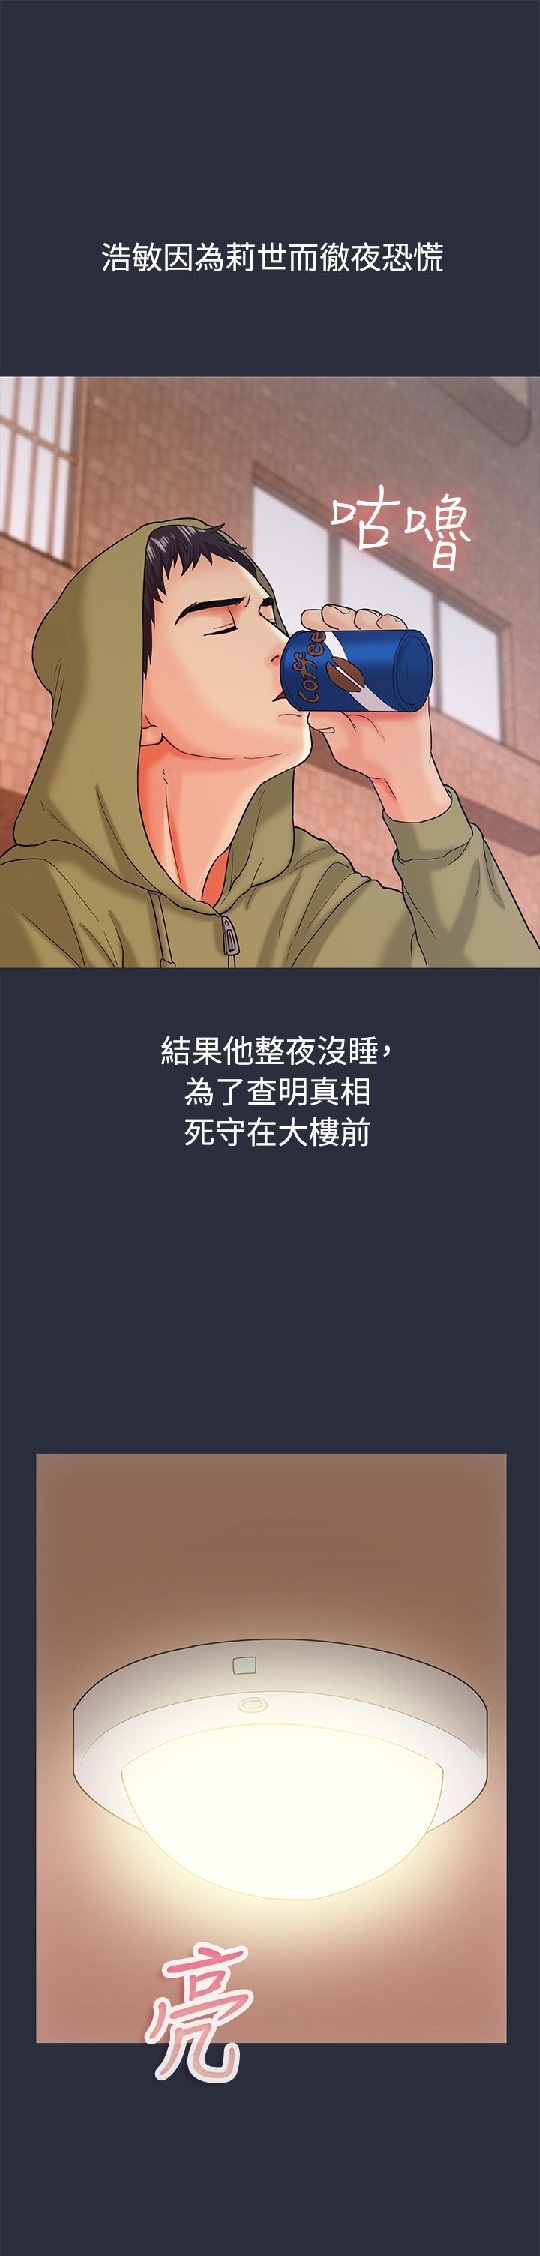 浩敏因為莉世而徹夜恐慌
咕嚕
Coffee
結果他整夜沒睡，
為了查明真相
死守在大樓前
亮